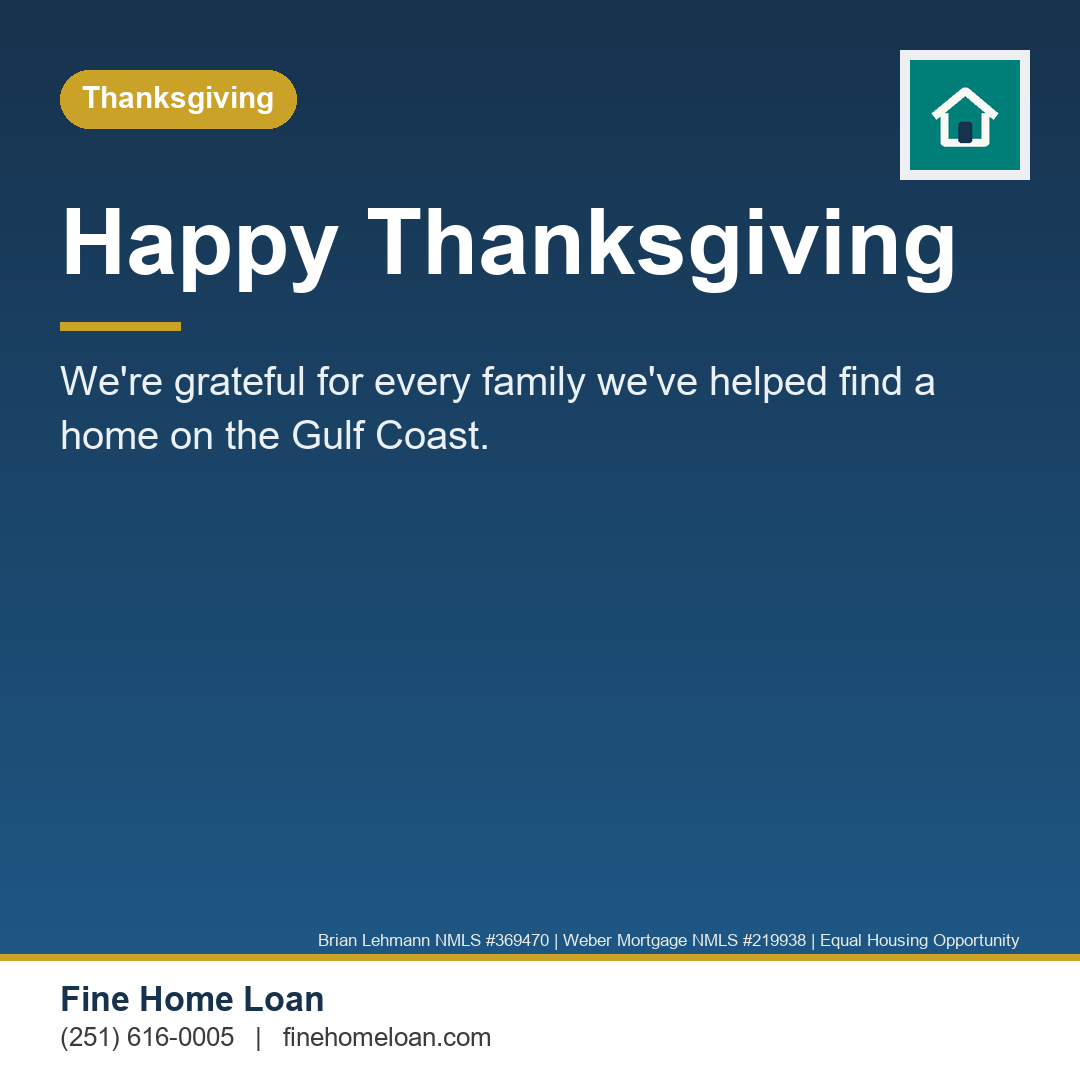 Thanksgiving
Happy Thanksgiving
We're grateful for every family we've helped find a
home on the Gulf Coast.
Brian Lehmann NMLS #369470 | Weber Mortgage NMLS #219938 | Equal Housing Opportunity
Fine Home Loan
(251) 616-0005 | finehomeloan.com